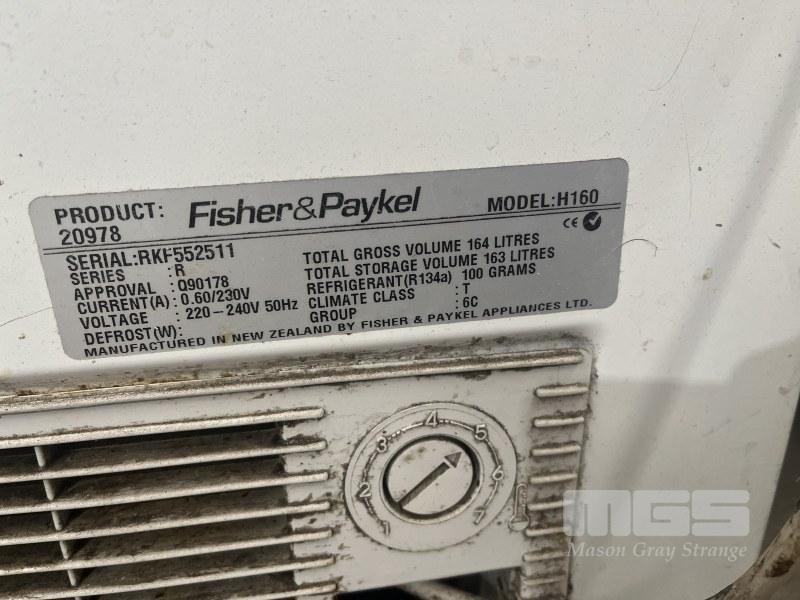 PRODUCT: Fisher&Paykel MODEL:H160
20978
SERIAL:RKF552511
SERIES : R
APPROVAL : Q90178
CURRENT(A) : 0.60/230V
VOLTAGE : 220–240V 50Hz
DEFROST(W):
TOTAL GROSS VOLUME 164 LITRES
TOTAL STORAGE VOLUME 163 LITRES
REFRIGERANT(R134a) 100 GRAMS
CLIMATE CLASS : T
GROUP : 6C
CE
MANUFACTURED IN NEW ZEALAND BY FISHER & PAYKEL APPLIANCES LTD.
1 2 3 4 5 6 7
MGS
Mason Gray Strange